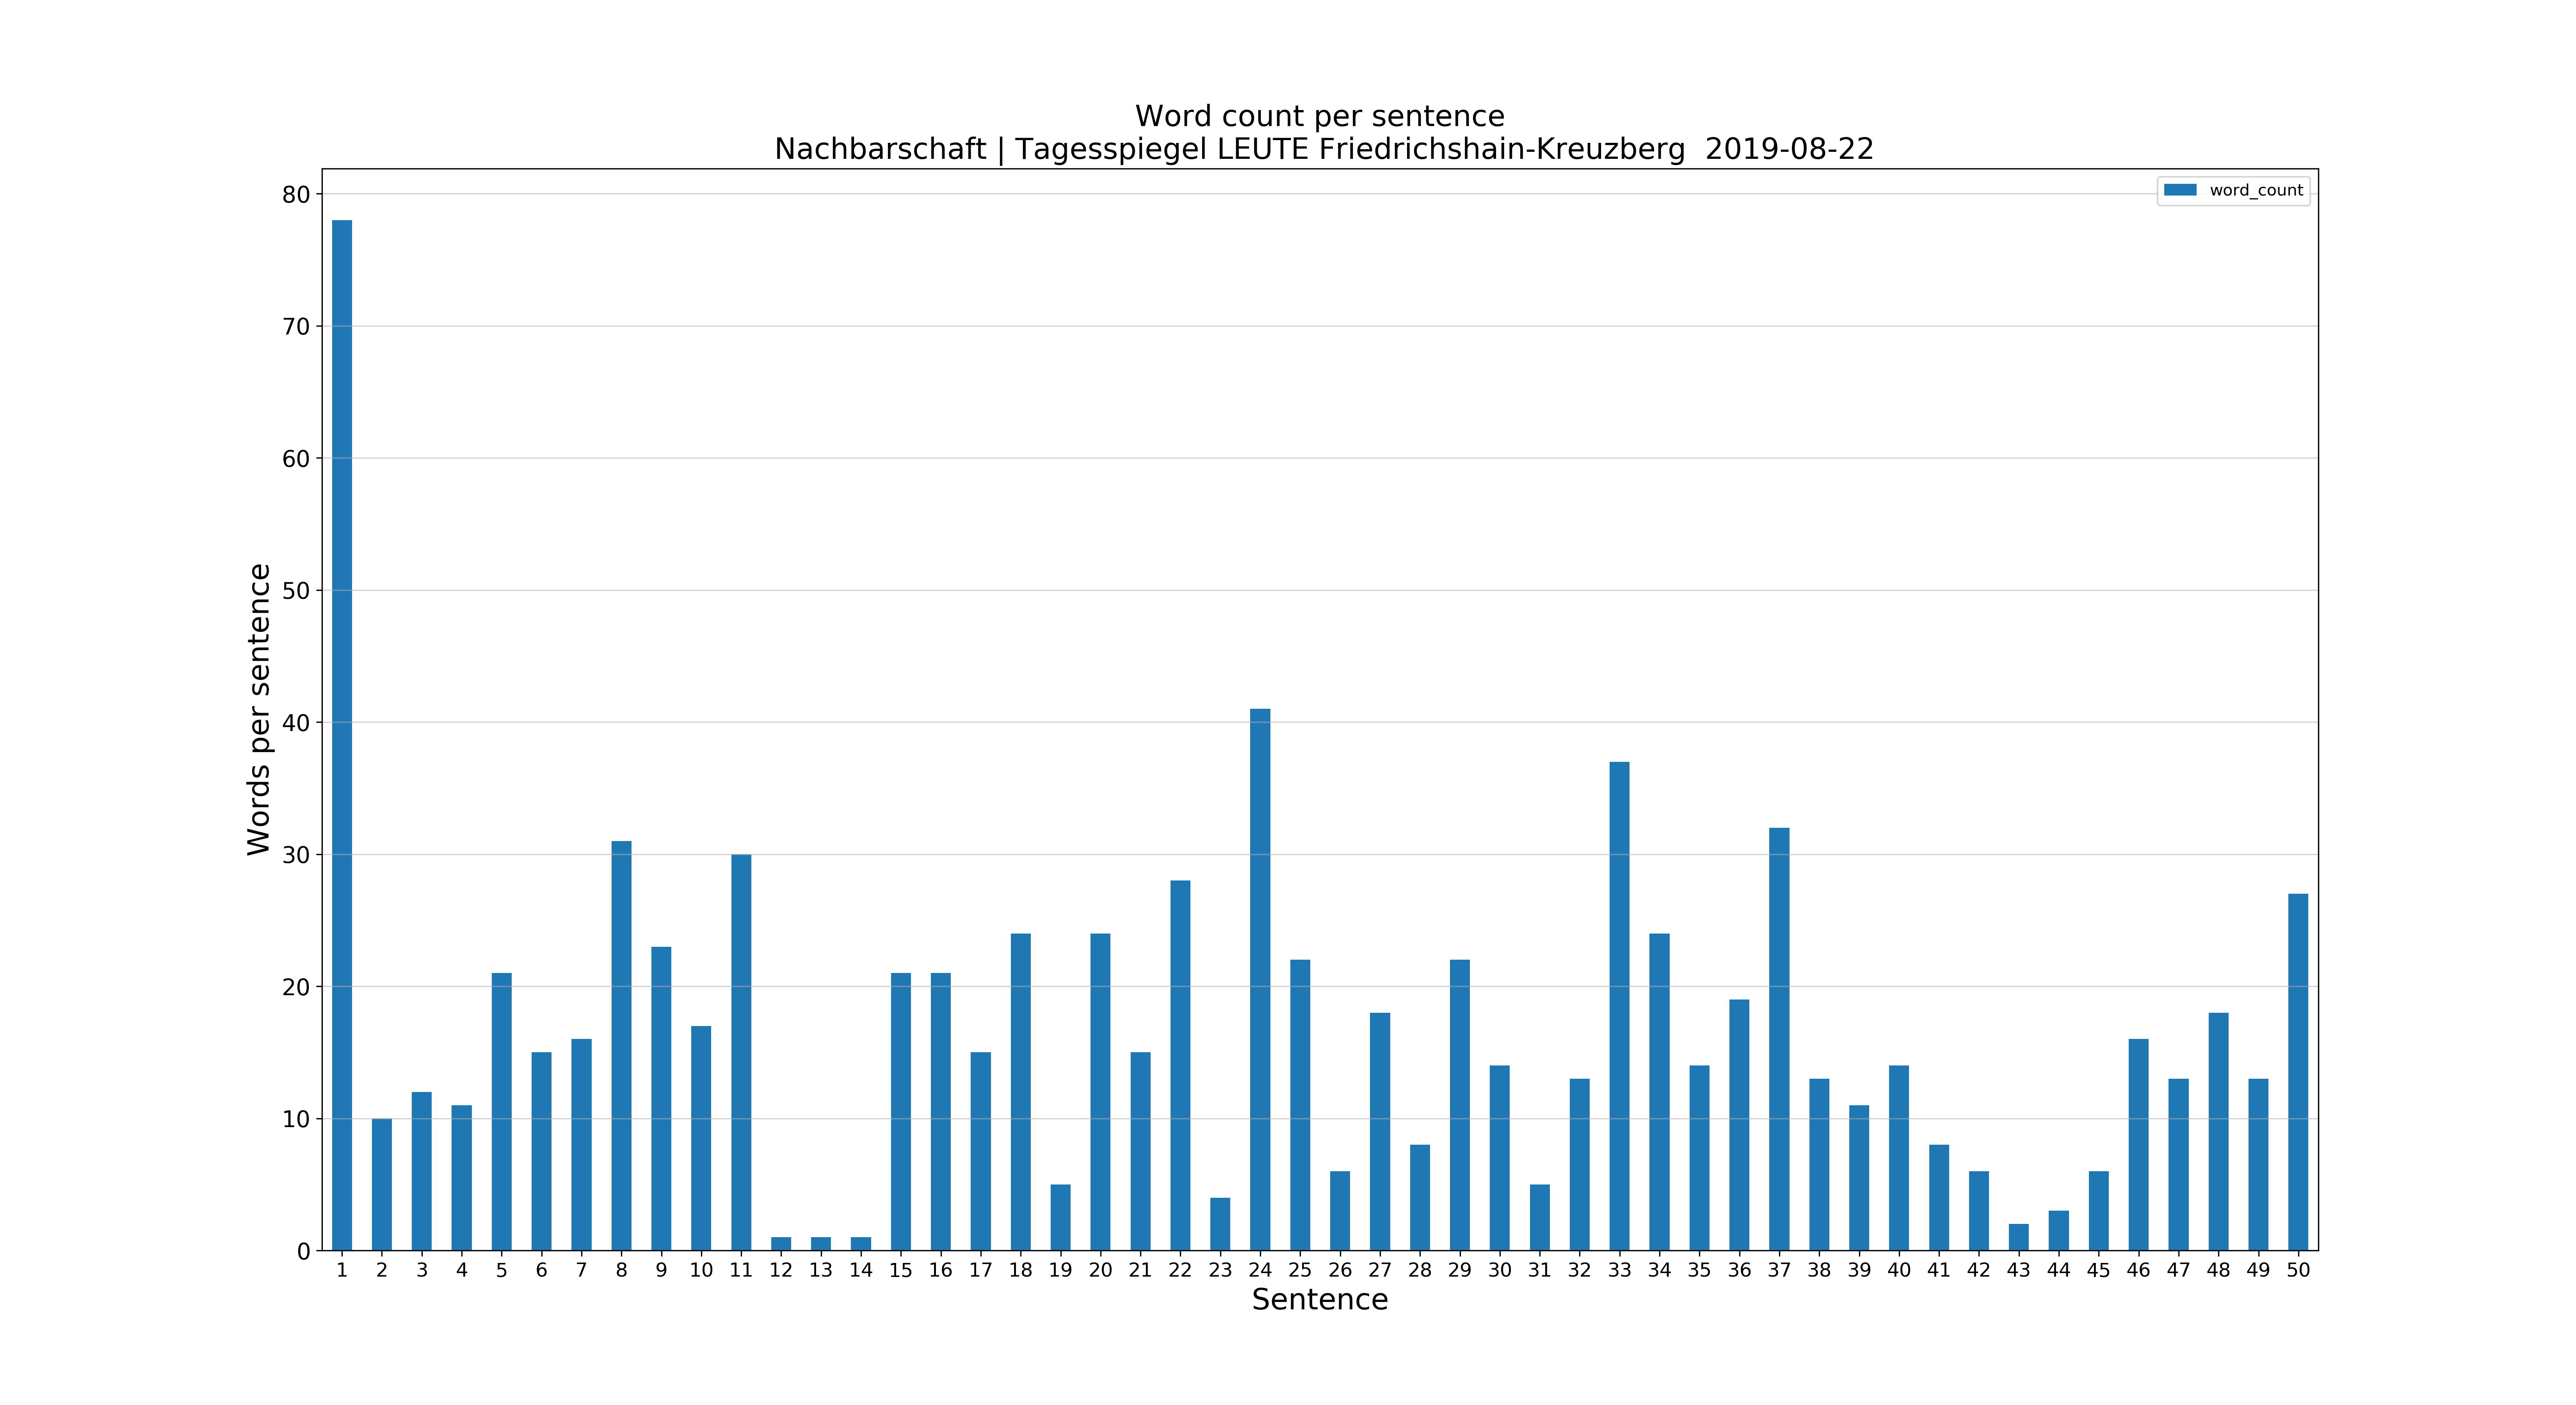 Word count per sentence
Nachbarschaft | Tagesspiegel LEUTE Friedrichshain-Kreuzberg  2019-08-22
word_count
80
70
60
50
40
30
20
10
0
Words per sentence
1 2 3 4 5 6 7 8 9 10 11 12 13 14 15 16 17 18 19 20 21 22 23 24 25 26 27 28 29 30 31 32 33 34 35 36 37 38 39 40 41 42 43 44 45 46 47 48 49 50
Sentence